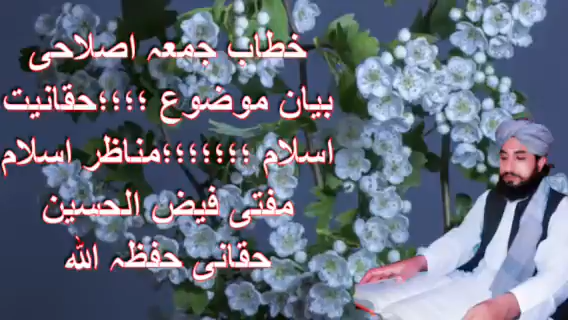 خطاب جمعہ اصلاحی
بیان موضوع ؛؛؛؛حقانیت
اسلام ؛؛؛؛؛؛؛مناظر اسلام
مفتی فیض الحسین
حقانی حفظہ اللہ